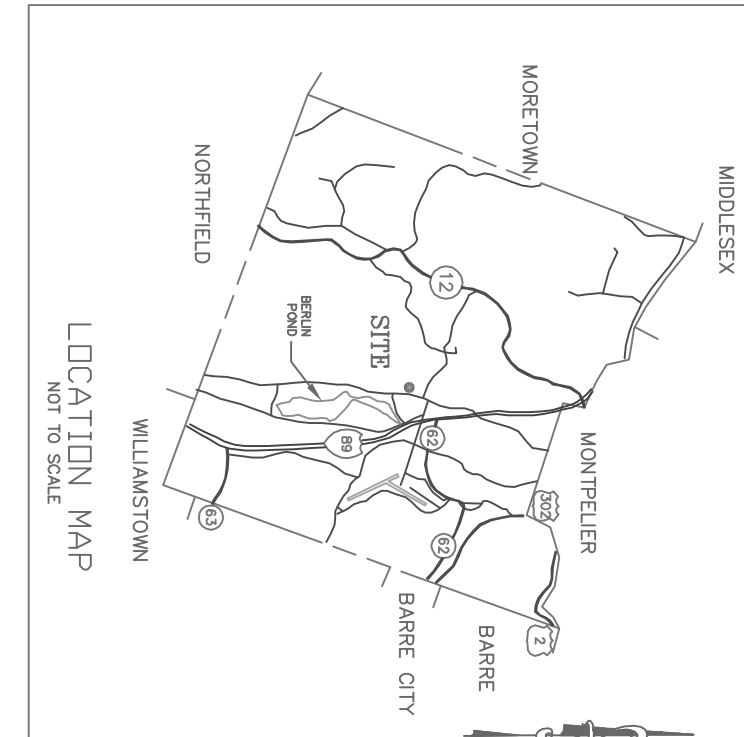 MIDDLESEX
MORETOWN
MONTPELIER
302
2
12
SITE
62
62
BARRE
BARRE CITY
89
BERLIN
POND
NORTHFIELD
63
WILLIAMSTOWN
LOCATION MAP
NOT TO SCALE